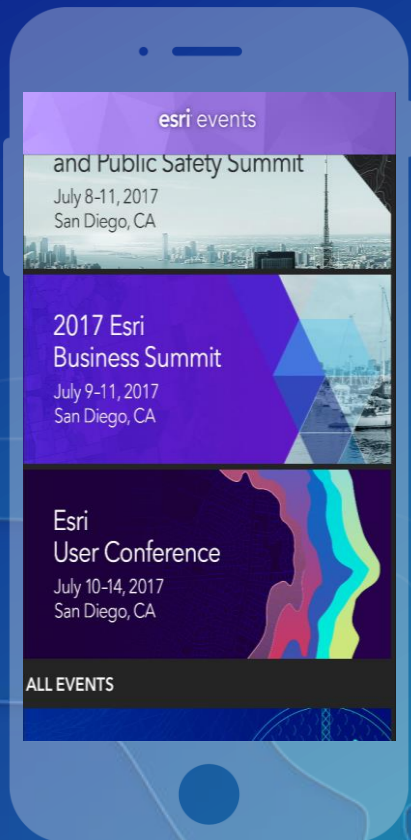 esri events
and Public Safety Summit
July 8-11, 2017
San Diego, CA
2017 Esri
Business Summit
July 9-11, 2017
San Diego, CA
Esri
User Conference
July 10-14, 2017
San Diego, CA
ALL EVENTS